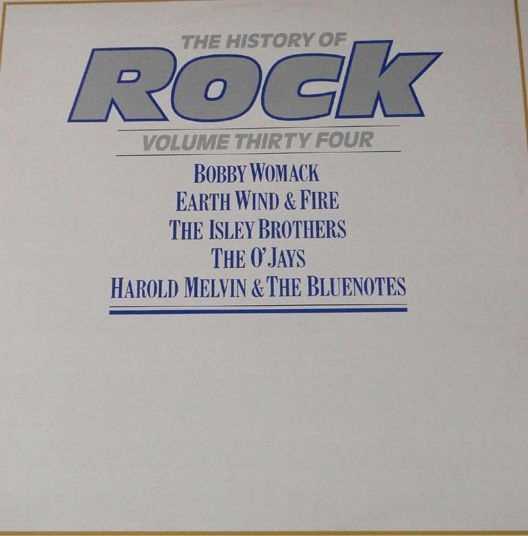 THE HISTORY OF
ROCK
VOLUME THIRTY FOUR
BOBBY WOMACK
EARTH WIND & FIRE
THE ISLEY BROTHERS
THE O'JAYS
HAROLD MELVIN & THE BLUENOTES